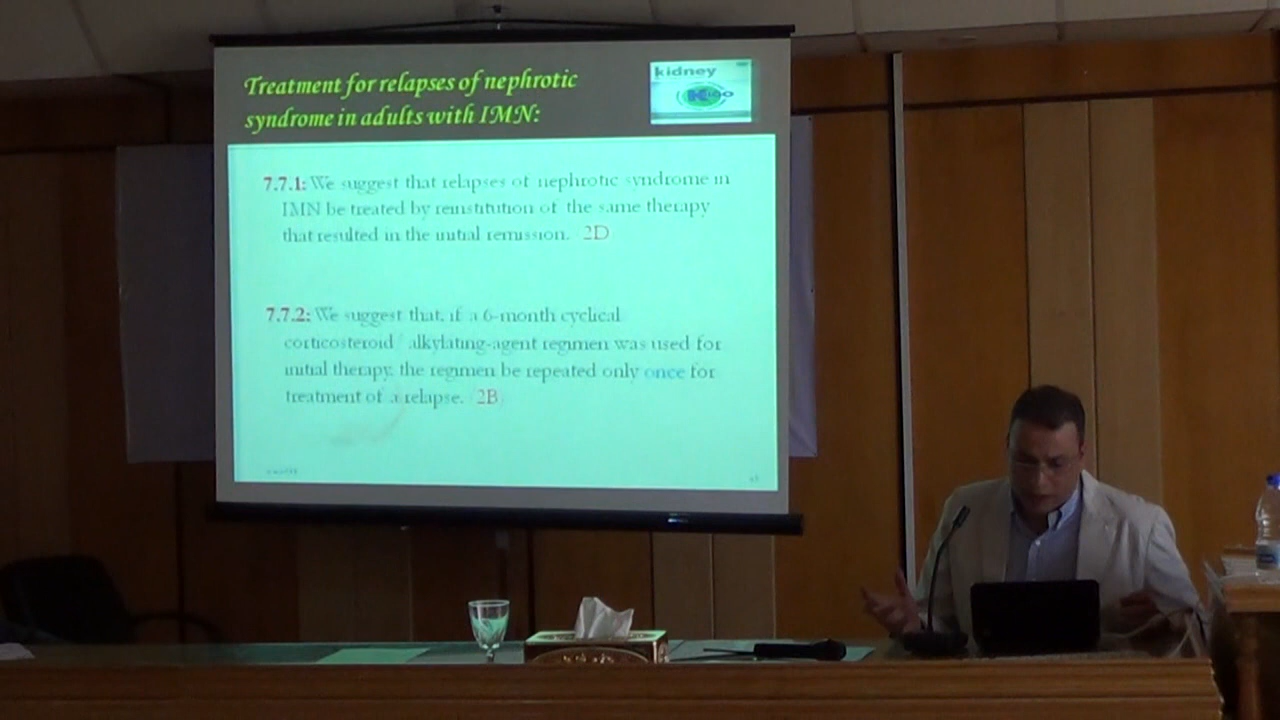 Treatment for relapses of nephrotic
syndrome in adults with IMN:
kidney
7.7.1: We suggest that relapses of nephrotic syndrome in
IMN be treated by reinstitution of the same therapy
that resulted in the initial remission. 2D
7.7.2: We suggest that, if a 6-month cyclical
corticosteroid / alkylating-agent regimen was used for
initial therapy, the regimen be repeated only once for
treatment of a relapse. 2B